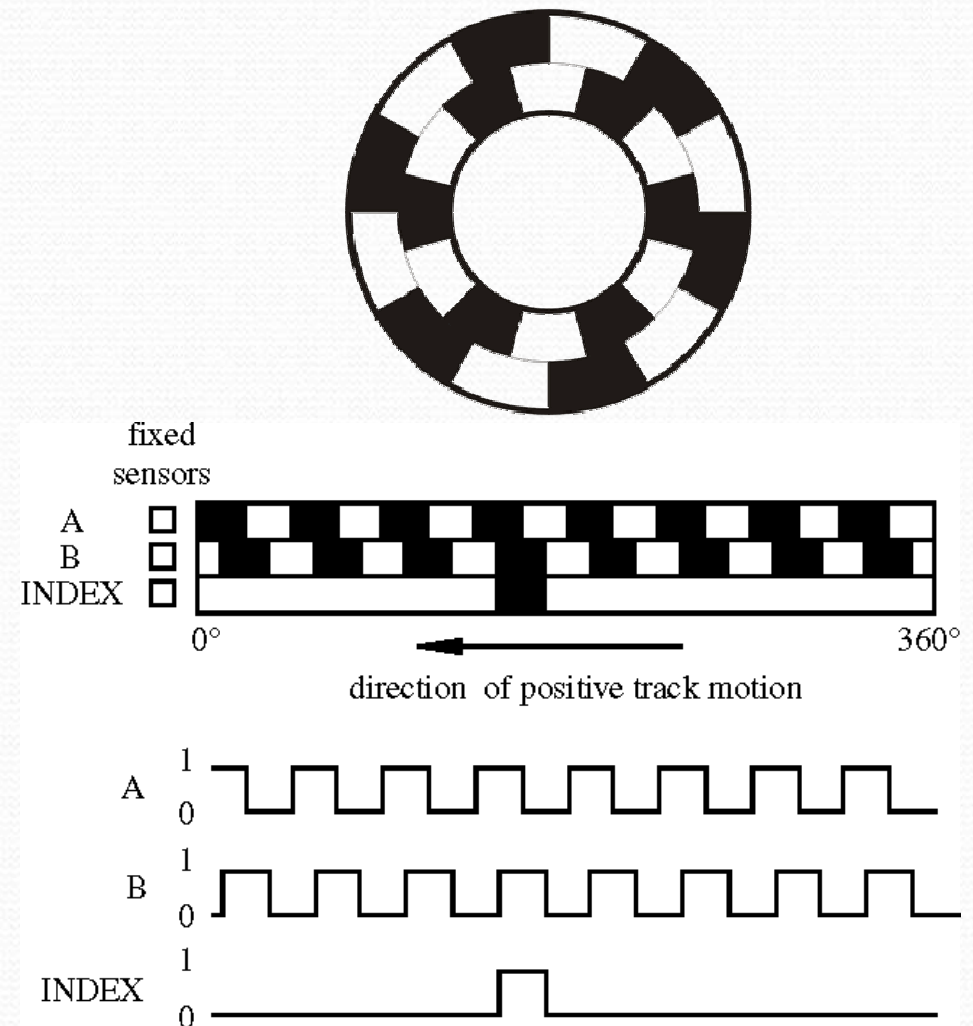 fixed
sensors
A
B
INDEX
0° 360°
direction of positive track motion
1
A
0
1
B
0
1
INDEX
0